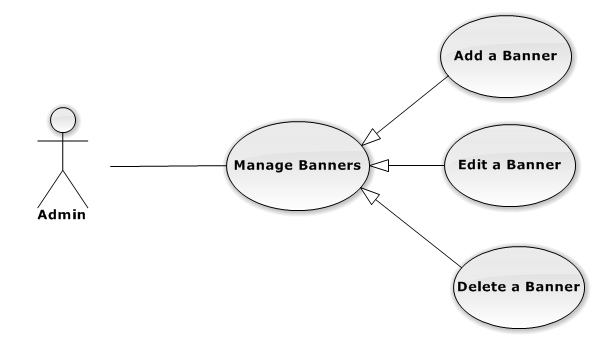 Add a Banner
Manage Banners
Edit a Banner
Admin
Delete a Banner